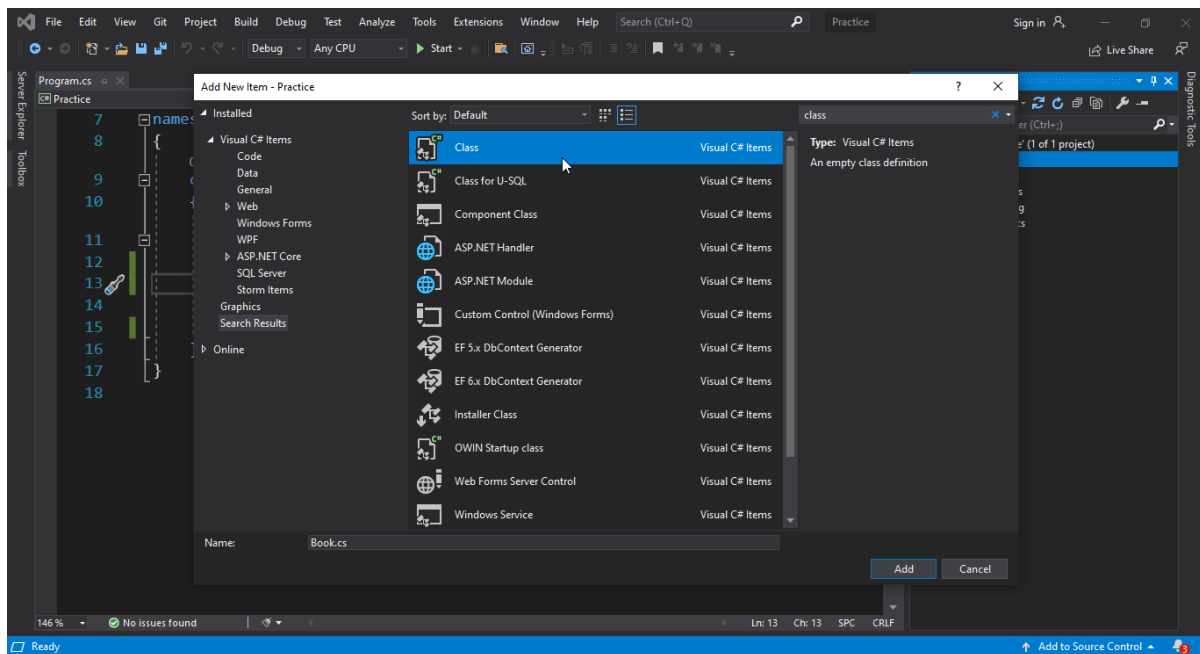 File Edit View Git Project Build Debug Test Analyze Tools Extensions Window Help Search (Ctrl+Q) Practice Sign in
Debug Any CPU Start Live Share
Server Explorer
Toolbox
Program.cs
C# Practice
Add New Item - Practice ? ×
Installed
Visual C# Items
Code
Data
General
Web
Windows Forms
WPF
ASP.NET Core
SQL Server
Storm Items
Graphics
Search Results
Online
Sort by: Default
class
Class Visual C# Items
Class for U-SQL Visual C# Items
Component Class Visual C# Items
ASP.NET Handler Visual C# Items
ASP.NET Module Visual C# Items
Custom Control (Windows Forms) Visual C# Items
EF 5.x DbContext Generator Visual C# Items
EF 6.x DbContext Generator Visual C# Items
Installer Class Visual C# Items
OWIN Startup class Visual C# Items
Web Forms Server Control Visual C# Items
Windows Service Visual C# Items
Type: Visual C# Items
An empty class definition
Name: Book.cs
Add Cancel
7 names
8 {
9
10
11
12
13
14
15
16
17 }
18
(Ctrl+;)
(1 of 1 project)
Diagnostic Tools
146 % No issues found Ln: 13 Ch: 13 SPC CRLF
Ready Add to Source Control 3